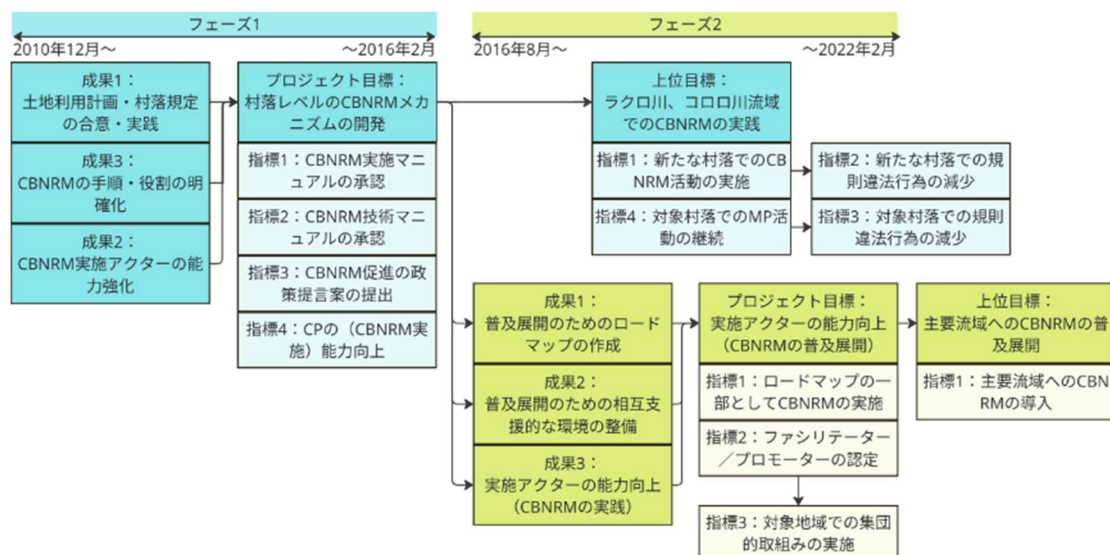 フェーズ1
フェーズ2
2010年12月～
～2016年2月
2016年8月～
～2022年2月
成果1：
土地利用計画・村落規定
の合意・実践
成果3：
CBNRMの手順・役割の明
確化
成果2：
CBNRM実施アクターの能
力強化
プロジェクト目標：
村落レベルのCBNRMメカ
ニズムの開発
指標1：CBNRM実施マニ
ュアルの承認
指標2：CBNRM技術マニ
ュアルの承認
指標3：CBNRM促進の政
策提言案の提出
指標4：CPの（CBNRM実
施）能力向上
上位目標：
ラクロ川、コロロ川流域
でのCBNRMの実践
指標1：新たな村落でのCB
NRM活動の実施
指標4：対象村落でのMP活
動の継続
指標2：新たな村落での規
則違法行為の減少
指標3：対象村落での規則
違法行為の減少
成果1：
普及展開のためのロード
マップの作成
成果2：
普及展開のための相互支
援的な環境の整備
成果3：
実施アクターの能力向上
（CBNRMの実践）
プロジェクト目標：
実施アクターの能力向上
（CBNRMの普及展開）
指標1：ロードマップの一
部としてCBNRMの実施
指標2：ファシリテーター
／プロモーターの認定
指標3：対象地域での集団
的取組みの実施
上位目標：
主要流域へのCBNRMの普
及展開
指標1：主要流域へのCBN
RMの導入